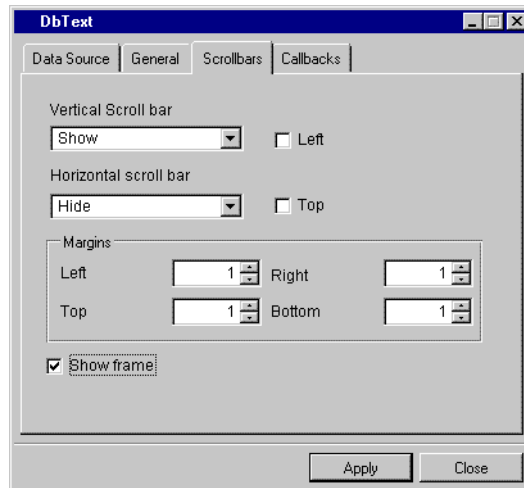 DbText
Data Source General Scrollbars Callbacks
Vertical Scroll bar
Show Left
Horizontal scroll bar
Hide Top
Margins
Left 1 Right 1
Top 1 Bottom 1
Show frame
Apply Close